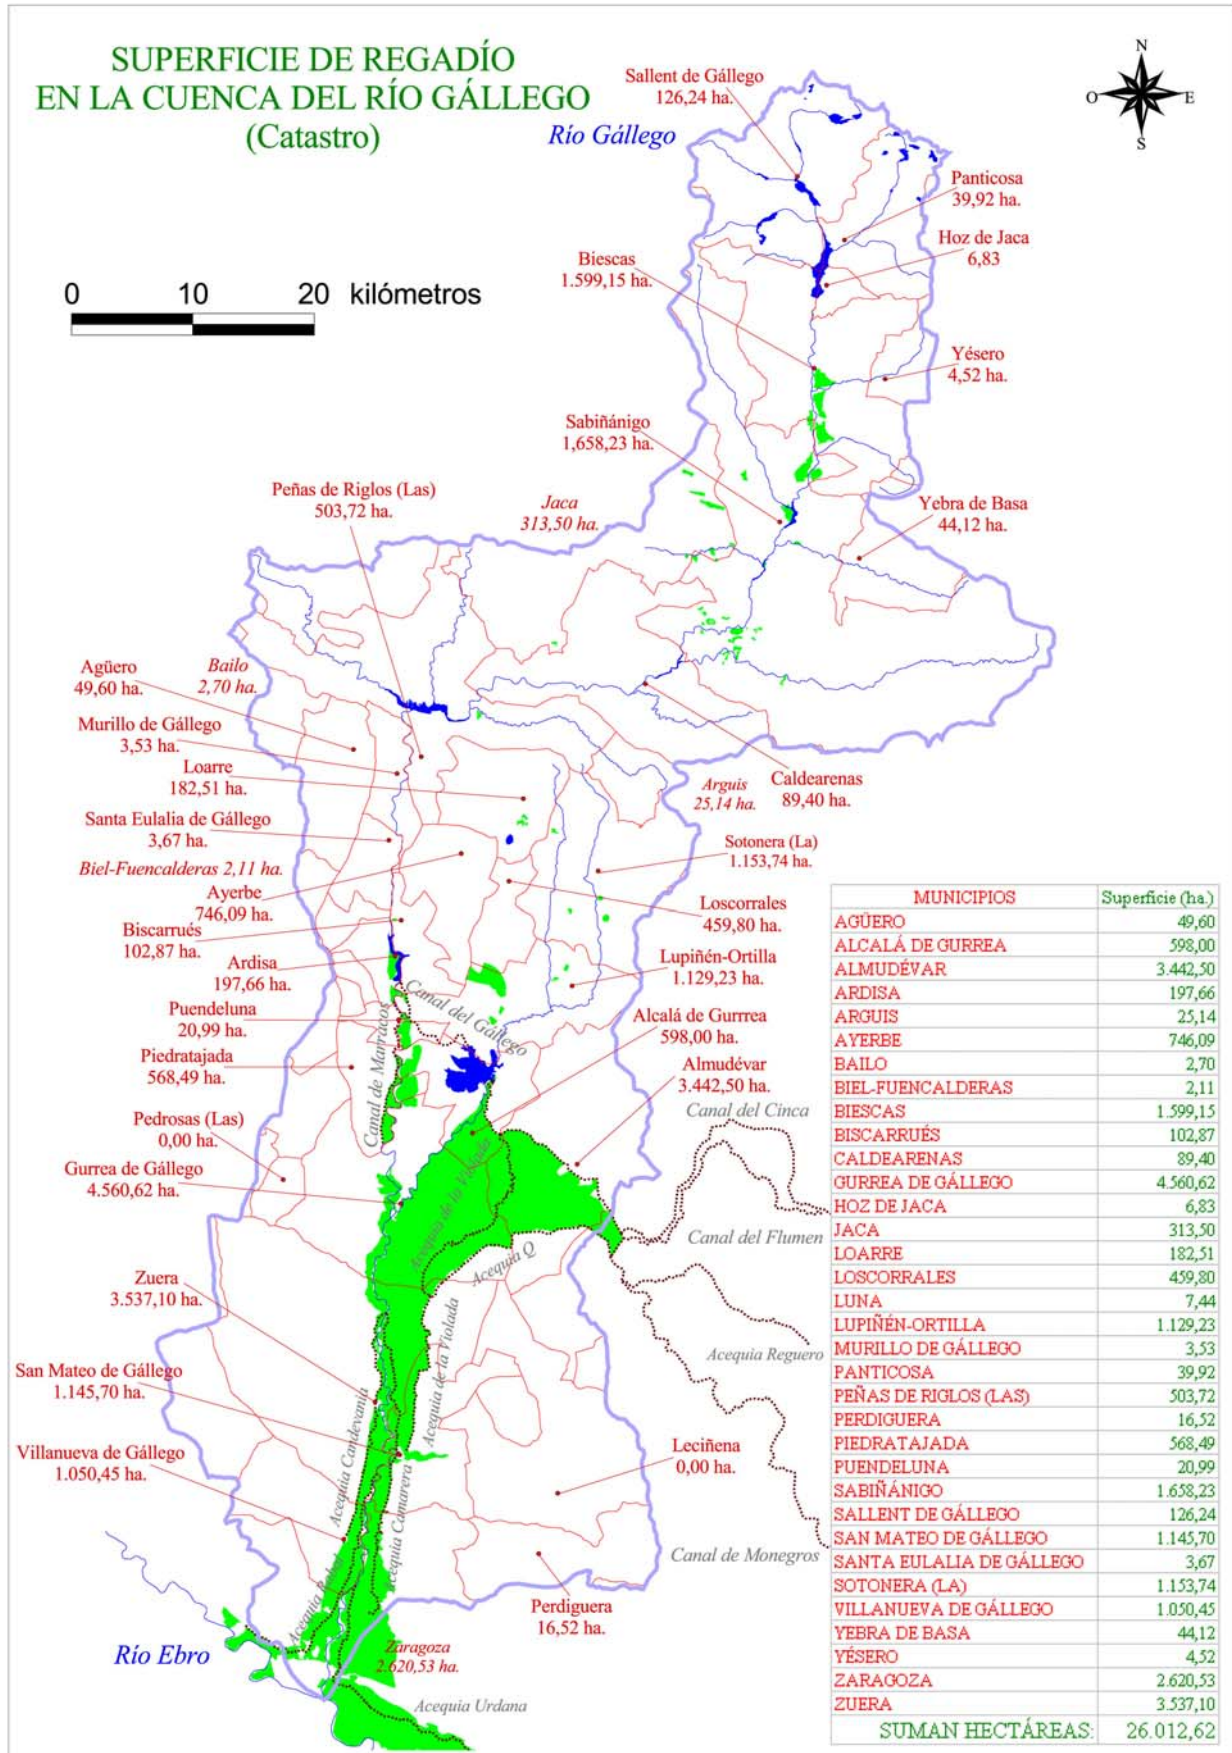 SUPERFICIE DE REGADÍO
EN LA CUENCA DEL RÍO GÁLLEGO
(Catastro)
Río Gállego
N
O
E
S
0 10 20 kilómetros
Sallent de Gállego
126,24 ha.
Panticosa
39,92 ha.
Hoz de Jaca
6,83
Biescas
1.599,15 ha.
Yésero
4,52 ha.
Sabiñánigo
1,658,23 ha.
Peñas de Riglos (Las)
503,72 ha.
Jaca
313,50 ha.
Yebra de Basa
44,12 ha.
Agüero
49,60 ha.
Bailo
2,70 ha.
Murillo de Gállego
3,53 ha.
Loarre
182,51 ha.
Arguis
25,14 ha.
Caldearenas
89,40 ha.
Santa Eulalia de Gállego
3,67 ha.
Sotonera (La)
1.153,74 ha.
Biel-Fuencalderas 2,11 ha.
Ayerbe
746,09 ha.
Loscorrales
459,80 ha.
Biscarrués
102,87 ha.
Ardisa
197,66 ha.
Lupiñén-Ortilla
1.129,23 ha.
Canal del Gállego
Puendeluna
20,99 ha.
Alcalá de Gurrrea
598,00 ha.
Piedratajada
568,49 ha.
Canal de Marracos
Almudévar
3.442,50 ha.
Pedrosas (Las)
0,00 ha.
Canal del Cinca
Gurrea de Gállego
4.560,62 ha.
Acequia de la Violada
Canal del Flumen
Acequia Q
Zuera
3.537,10 ha.
Acequia de la Violada
Acequia Reguero
San Mateo de Gállego
1.145,70 ha.
Acequia Candevania
Villanueva de Gállego
1.050,45 ha.
Leciñena
0,00 ha.
Acequia Camarera
Canal de Monegros
Acequia Rabal
Perdiguera
16,52 ha.
Río Ebro
Zaragoza
2.620,53 ha.
Acequia Urdana
MUNICIPIOS Superficie (ha.)
AGÜERO 49,60
ALCALÁ DE GURREA 598,00
ALMUDÉVAR 3.442,50
ARDISA 197,66
ARGUIS 25,14
AYERBE 746,09
BAILO 2,70
BIEL-FUENCALDERAS 2,11
BIESCAS 1.599,15
BISCARRUÉS 102,87
CALDEARENAS 89,40
GURREA DE GÁLLEGO 4.560,62
HOZ DE JACA 6,83
JACA 313,50
LOARRE 182,51
LOSCORRALES 459,80
LUNA 7,44
LUPIÑÉN-ORTILLA 1.129,23
MURILLO DE GÁLLEGO 3,53
PANTICOSA 39,92
PEÑAS DE RIGLOS (LAS) 503,72
PERDIGUERA 16,52
PIEDRATAJADA 568,49
PUENDELUNA 20,99
SABIÑÁNIGO 1.658,23
SALLENT DE GÁLLEGO 126,24
SAN MATEO DE GÁLLEGO 1.145,70
SANTA EULALIA DE GÁLLEGO 3,67
SOTONERA (LA) 1.153,74
VILLANUEVA DE GÁLLEGO 1.050,45
YEBRA DE BASA 44,12
YÉSERO 4,52
ZARAGOZA 2.620,53
ZUERA 3.537,10
SUMAN HECTÁREAS: 26.012,62